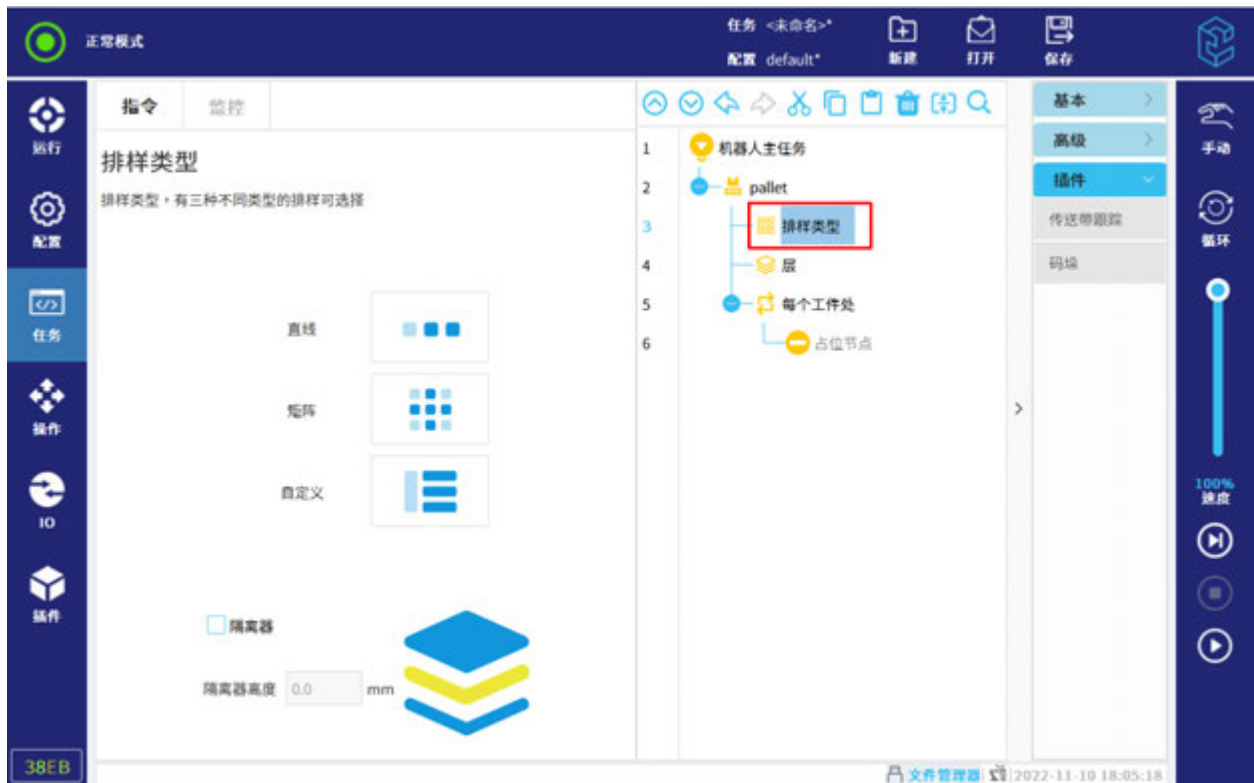 正常模式
任务 <未命名>*
配置 default*
新建
打开
保存
运行
配置
任务
操作
IO
插件
38EB
指令 监控
排样类型
排样类型，有三种不同类型的排样可选择
直线
矩阵
自定义
隔离器
隔离器高度 0.0 mm
1 机器人主任务
2 pallet
3 排样类型
4 层
5 每个工件处
6 占位节点
基本
高级
插件
传送带跟踪
码垛
手动
循环
100%
速度
文件管理器 2022-11-10 18:05:18